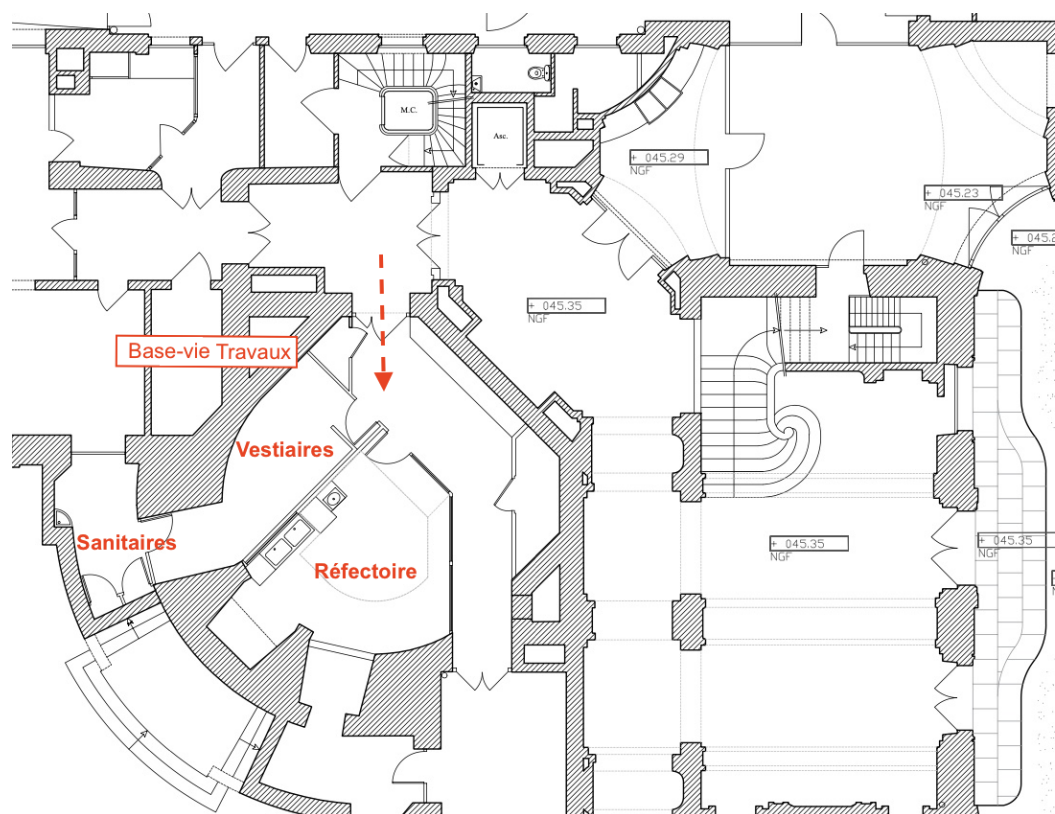 M.C.
Asc.
+ 045.29
NGF
+ 045.23
NGF
+ 045.2
NGF
+ 045.35
NGF
Base-vie Travaux
Vestiaires
Sanitaires
Réfectoire
+ 045.35
NGF
+ 045.35
NGF